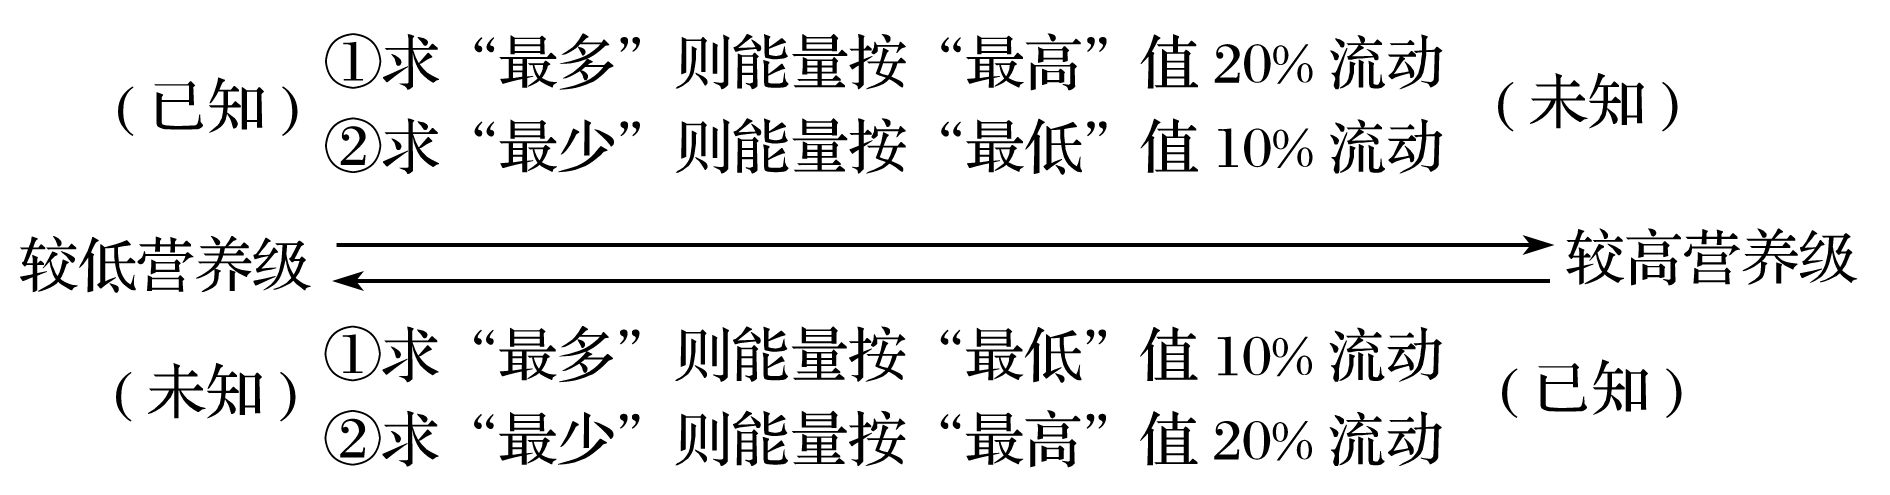 ①求“最多”则能量按“最高”值 20% 流动
(已知)
(未知)
②求“最少”则能量按“最低”值 10% 流动
较低营养级
较高营养级
①求“最多”则能量按“最低”值 10% 流动
(未知)
(已知)
②求“最少”则能量按“最高”值 20% 流动